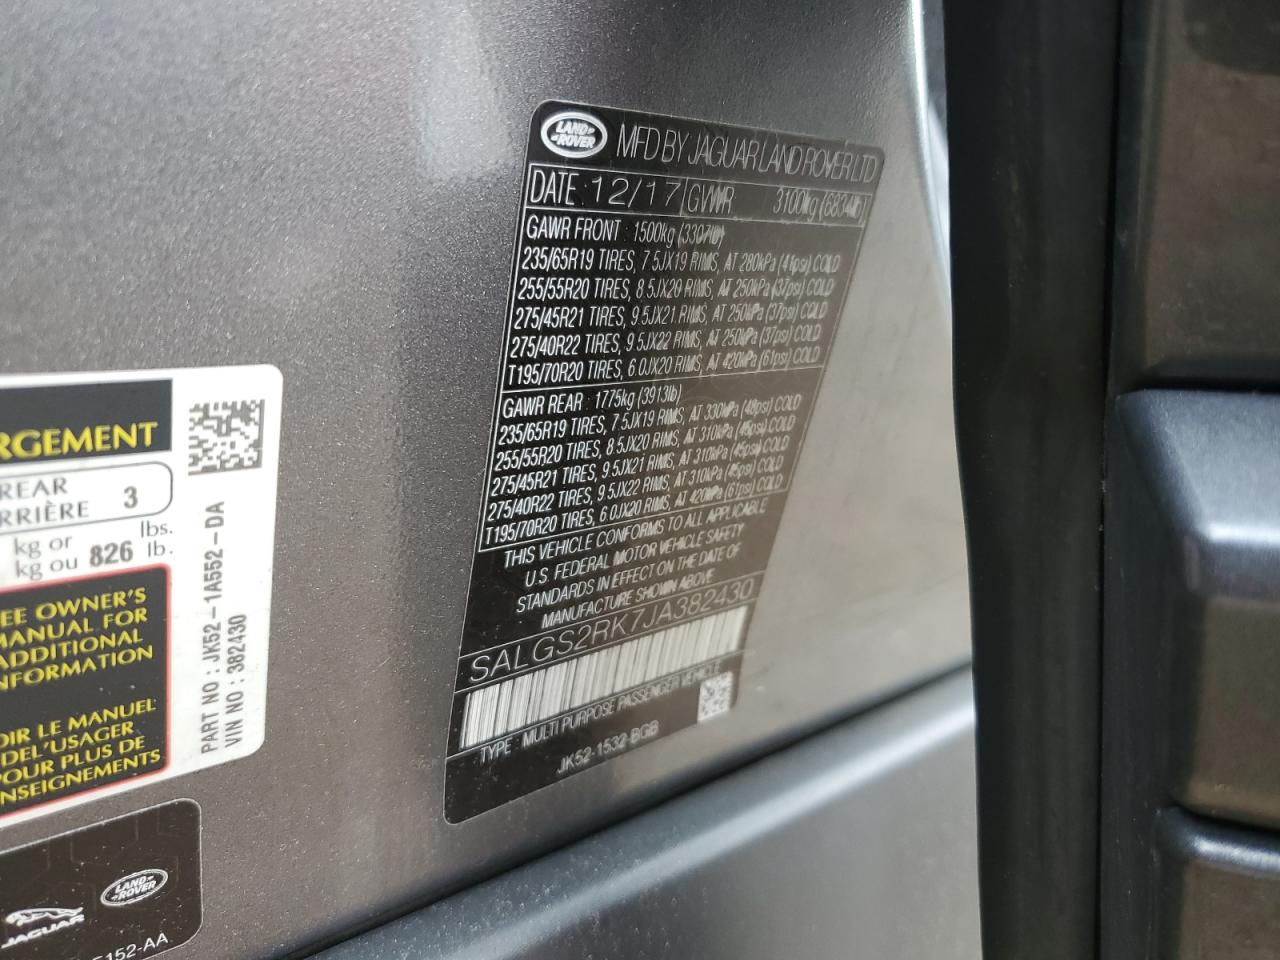 LAND ROVER
MFD BY JAGUAR LAND ROVER LTD
DATE: 12/17 GVWR 3100kg (6834lb)
GAWR FRONT : 1500kg (3307lb)
235/65R19 TIRES, 7.5JX19 RIMS, AT 280kPa (41psi) COLD
255/55R20 TIRES, 8.5JX20 RIMS, AT 250kPa (37psi) COLD
275/45R21 TIRES, 9.5JX21 RIMS, AT 250kPa (37psi) COLD
275/40R22 TIRES, 9.5JX22 RIMS, AT 250kPa (37psi) COLD
T195/70R20 TIRES, 6.0JX20 RIMS, AT 420kPa (61psi) COLD
GAWR REAR : 1775kg (3913lb)
235/65R19 TIRES, 7.5JX19 RIMS, AT 330kPa (48psi) COLD
255/55R20 TIRES, 8.5JX20 RIMS, AT 310kPa (45psi) COLD
275/45R21 TIRES, 9.5JX21 RIMS, AT 310kPa (45psi) COLD
275/40R22 TIRES, 9.5JX22 RIMS, AT 310kPa (45psi) COLD
T195/70R20 TIRES, 6.0JX20 RIMS, AT 420kPa (61psi) COLD
THIS VEHICLE CONFORMS TO ALL APPLICABLE
U.S. FEDERAL MOTOR VEHICLE SAFETY
STANDARDS IN EFFECT ON THE DATE OF
MANUFACTURE SHOWN ABOVE
SALGS2RK7JA382430
TYPE : MULTI PURPOSE PASSENGER VEHICLE
JK52-1532-BGB
RGEMENT
REAR
RRIÈRE 3
kg or lbs.
kg ou 826 lb.
EE OWNER'S
MANUAL FOR
ADDITIONAL
NFORMATION
OIR LE MANUEL
DEL'USAGER
POUR PLUS DE
NSEIGNEMENTS
PART NO : JK52-1A552-DA
VIN NO : 382430
JAGUAR
LAND ROVER
152-AA